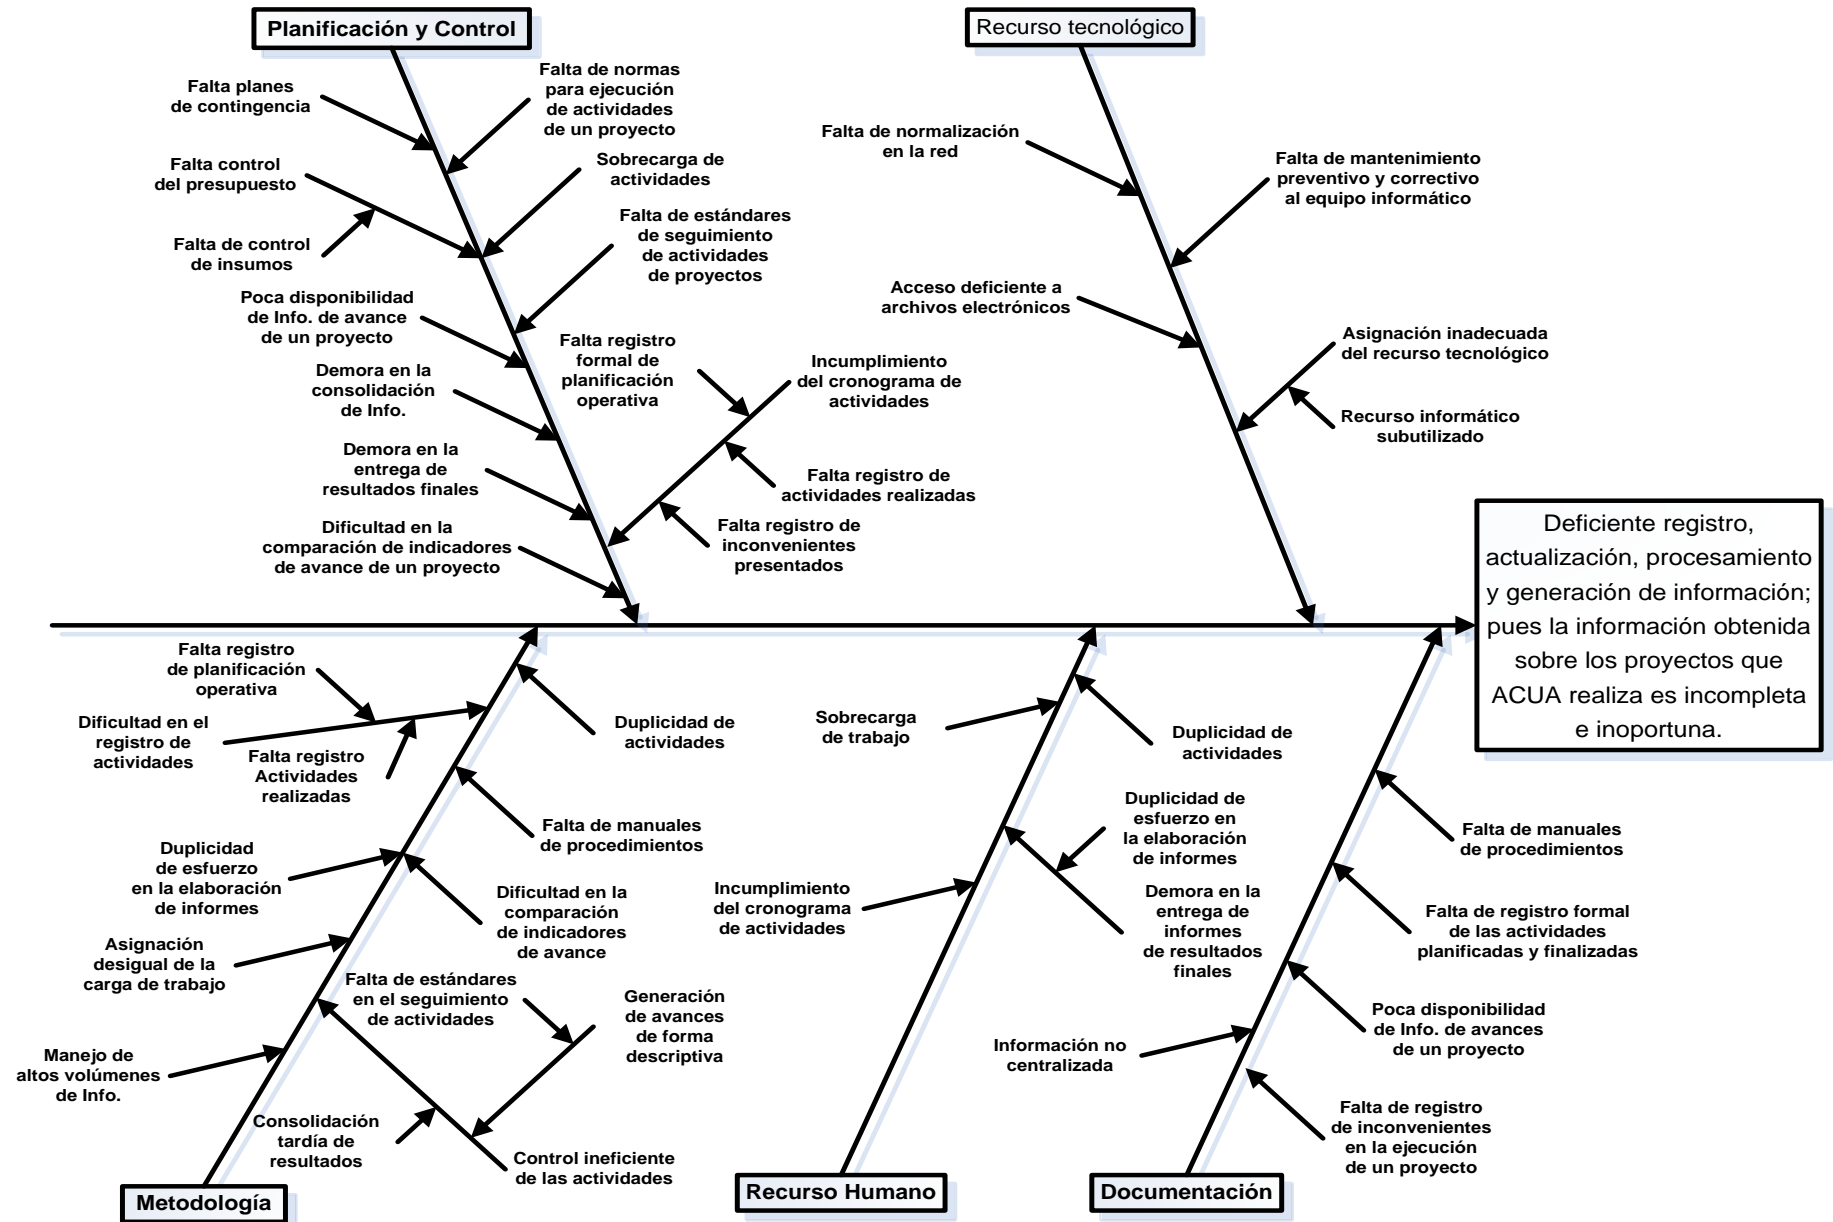 Planificación y Control
Recurso tecnológico
Falta planes
de contingencia
Falta de normas
para ejecución
de actividades
de un proyecto
Falta control
del presupuesto
Sobrecarga de
actividades
Falta de control
de insumos
Falta de estándares
de seguimiento
de actividades
de proyectos
Poca disponibilidad
de Info. de avance
de un proyecto
Demora en la
consolidación
de Info.
Falta registro
formal de
planificación
operativa
Incumplimiento
del cronograma de
actividades
Demora en la
entrega de
resultados finales
Falta registro de
actividades realizadas
Dificultad en la
comparación de indicadores
de avance de un proyecto
Falta registro de
inconvenientes
presentados
Falta de normalización
en la red
Falta de mantenimiento
preventivo y correctivo
al equipo informático
Acceso deficiente a
archivos electrónicos
Asignación inadecuada
del recurso tecnológico
Recurso informático
subutilizado
Deficiente registro,
actualización, procesamiento
y generación de información;
pues la información obtenida
sobre los proyectos que
ACUA realiza es incompleta
e inoportuna.
Falta registro
de planificación
operativa
Dificultad en el
registro de
actividades
Falta registro
Actividades
realizadas
Duplicidad de
actividades
Falta de manuales
de procedimientos
Duplicidad
de esfuerzo
en la elaboración
de informes
Dificultad en la
comparación
de indicadores
de avance
Asignación
desigual de la
carga de trabajo
Falta de estándares
en el seguimiento
de actividades
Generación
de avances
de forma
descriptiva
Manejo de
altos volúmenes
de Info.
Consolidación
tardía de
resultados
Control ineficiente
de las actividades
Metodología
Sobrecarga
de trabajo
Duplicidad de
actividades
Duplicidad de
esfuerzo en
la elaboración
de informes
Incumplimiento
del cronograma
de actividades
Demora en la
entrega de
informes
de resultados
finales
Recurso Humano
Falta de manuales
de procedimientos
Falta de registro formal
de las actividades
planificadas y finalizadas
Poca disponibilidad
de Info. de avances
de un proyecto
Información no
centralizada
Falta de registro
de inconvenientes
en la ejecución
de un proyecto
Documentación